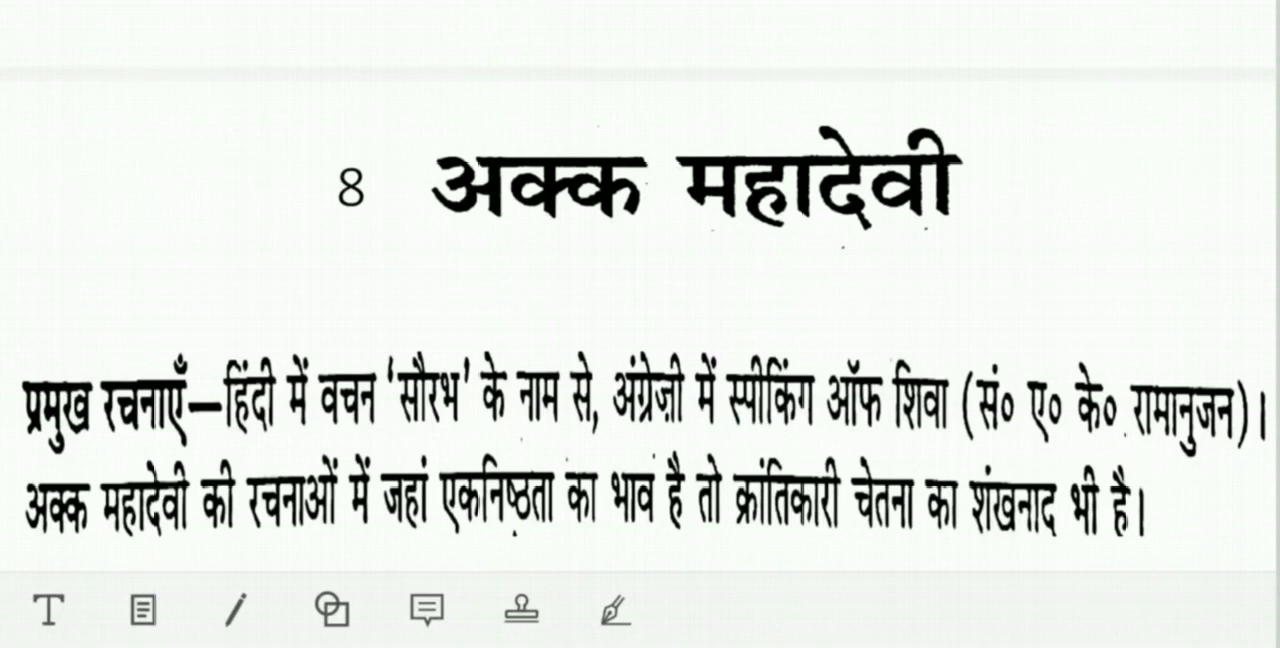 8 अक्क महादेवी
प्रमुख रचनाएँ—हिंदी में वचन 'सौरभ' के नाम से, अंग्रेज़ी में स्पीकिंग ऑफ शिवा (सं० ए० के० रामानुजन)।
अक्क महादेवी की रचनाओं में जहां एकनिष्ठता का भाव है तो क्रांतिकारी चेतना का शंखनाद भी है।
T